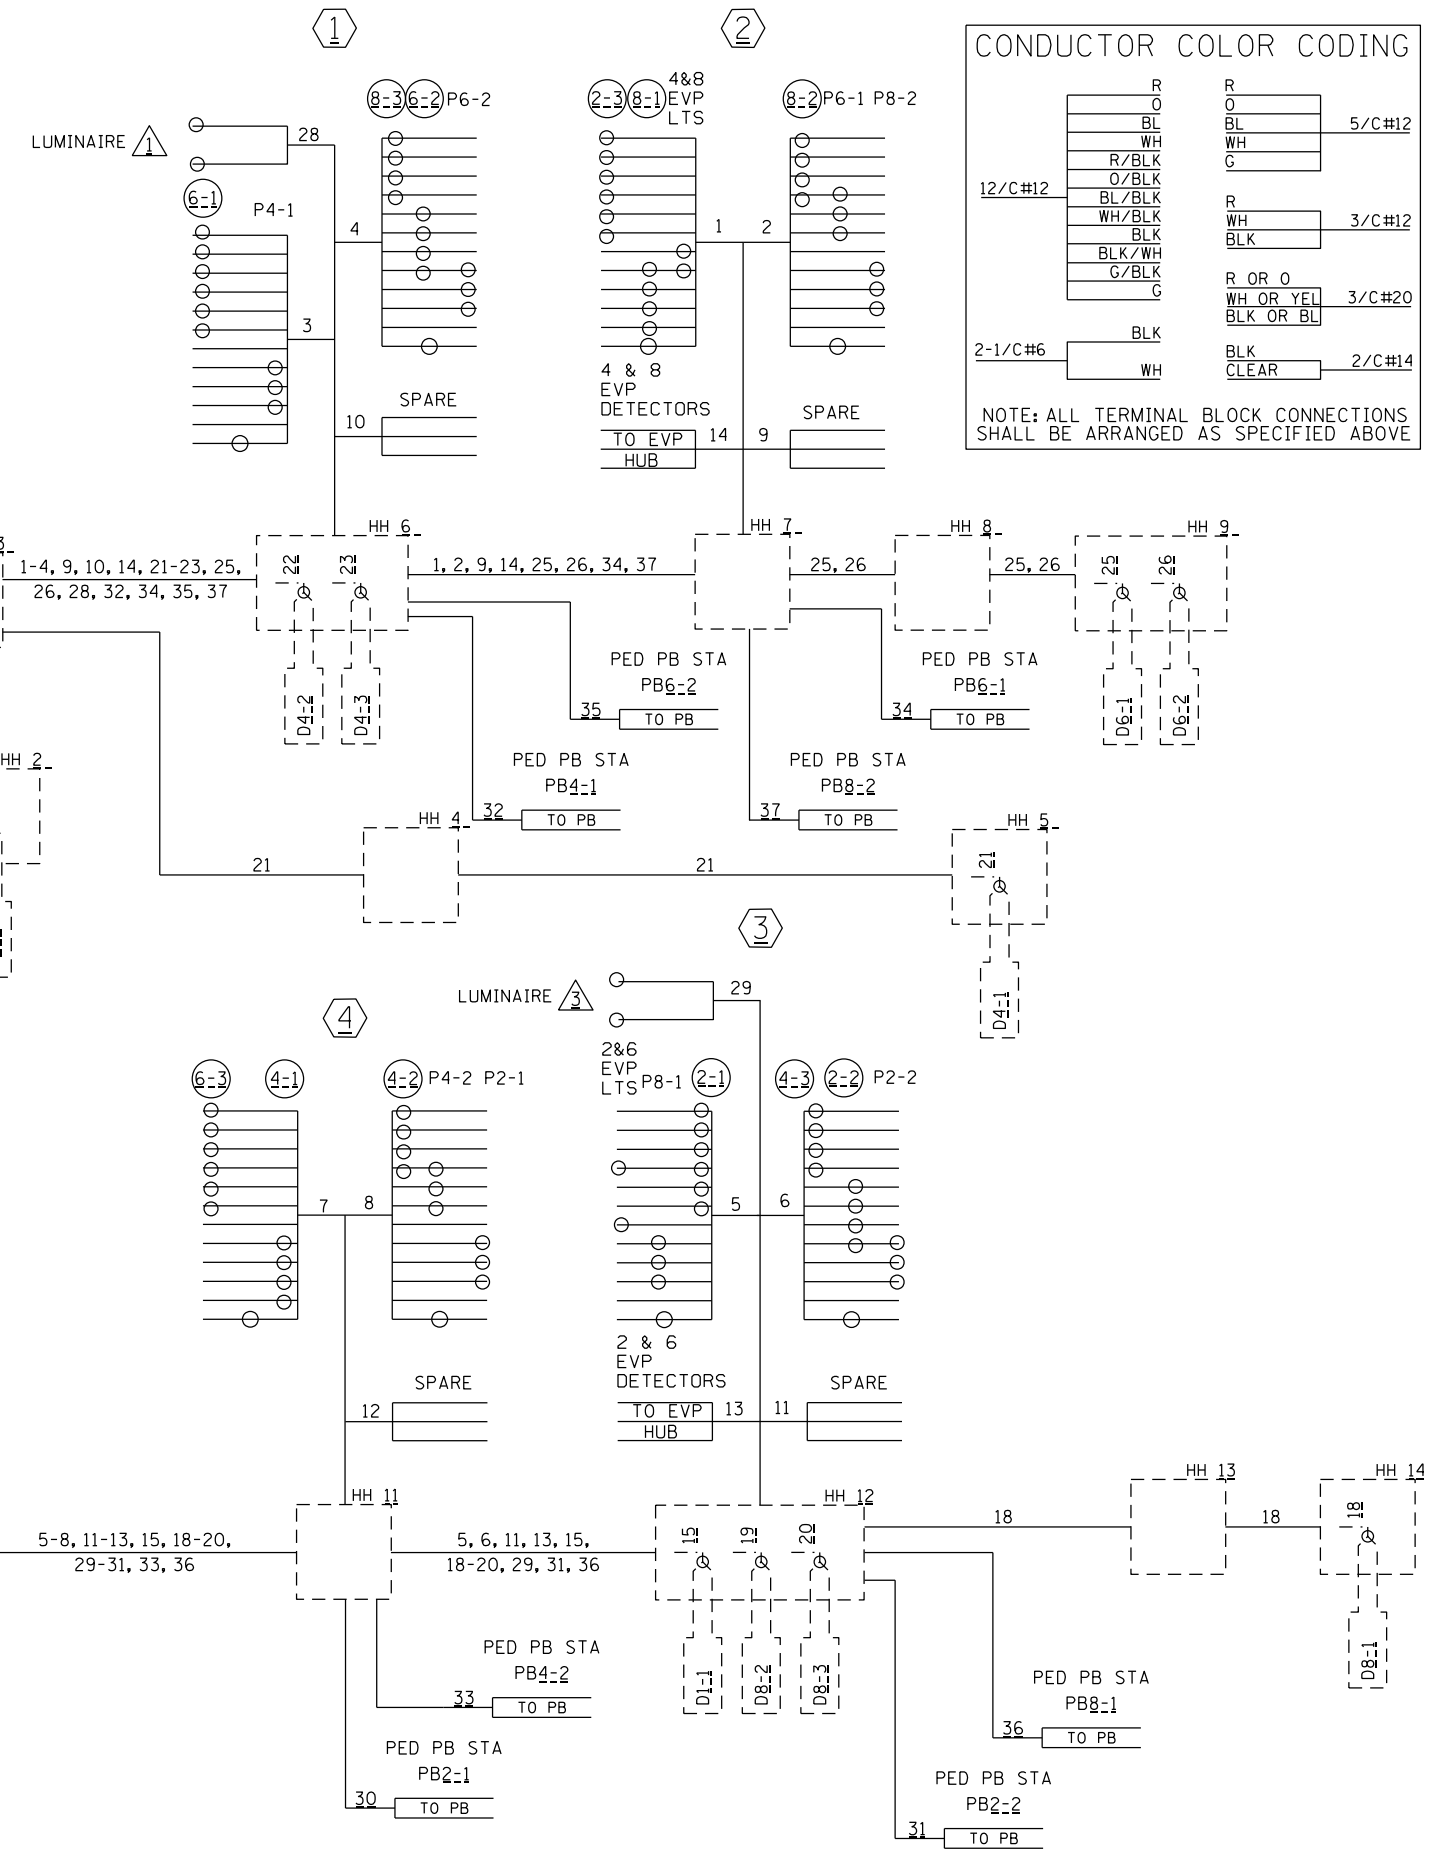 1
2
CONDUCTOR COLOR CODING
R
O
BL
WH
R/BLK
O/BLK
BL/BLK
WH/BLK
BLK
BLK/WH
G/BLK
G
12/C#12
R
O
BL
WH
G
5/C#12
R
WH
BLK
3/C#12
R OR O
WH OR YEL
BLK OR BL
3/C#20
2-1/C#6
BLK
WH
BLK
CLEAR
2/C#14
NOTE: ALL TERMINAL BLOCK CONNECTIONS
SHALL BE ARRANGED AS SPECIFIED ABOVE
8-3 6-2 P6-2
LUMINAIRE 1
28
6-1 P4-1
4
3
10
SPARE
2-3 8-1
4&8
EVP
LTS
8-2 P6-1 P8-2
1
2
4 & 8
EVP
DETECTORS
TO EVP
HUB
14
9
SPARE
3
HH 6
HH 7
HH 8
HH 9
1-4, 9, 10, 14, 21-23, 25,
26, 28, 32, 34, 35, 37
22
23
1, 2, 9, 14, 25, 26, 34, 37
25, 26
25, 26
25
26
D4-2
D4-3
D6-1
D6-2
PED PB STA
PB6-2
35
TO PB
PED PB STA
PB6-1
34
TO PB
PED PB STA
PB4-1
32
TO PB
PED PB STA
PB8-2
37
TO PB
HH 2
HH 4
HH 5
21
21
21
D4-1
3
LUMINAIRE 3
29
4
2&6
EVP
LTS
P8-1 2-1
4-3 2-2 P2-2
6-3 4-1
4-2 P4-2 P2-1
7
8
5
6
2 & 6
EVP
DETECTORS
SPARE
12
TO EVP
HUB
13
11
SPARE
HH 11
HH 12
HH 13
HH 14
5-8, 11-13, 15, 18-20,
29-31, 33, 36
5, 6, 11, 13, 15,
18-20, 29, 31, 36
15
19
20
18
18
18
D1-1
D8-2
D8-3
D8-1
PED PB STA
PB4-2
33
TO PB
PED PB STA
PB8-1
36
TO PB
PED PB STA
PB2-1
30
TO PB
PED PB STA
PB2-2
31
TO PB